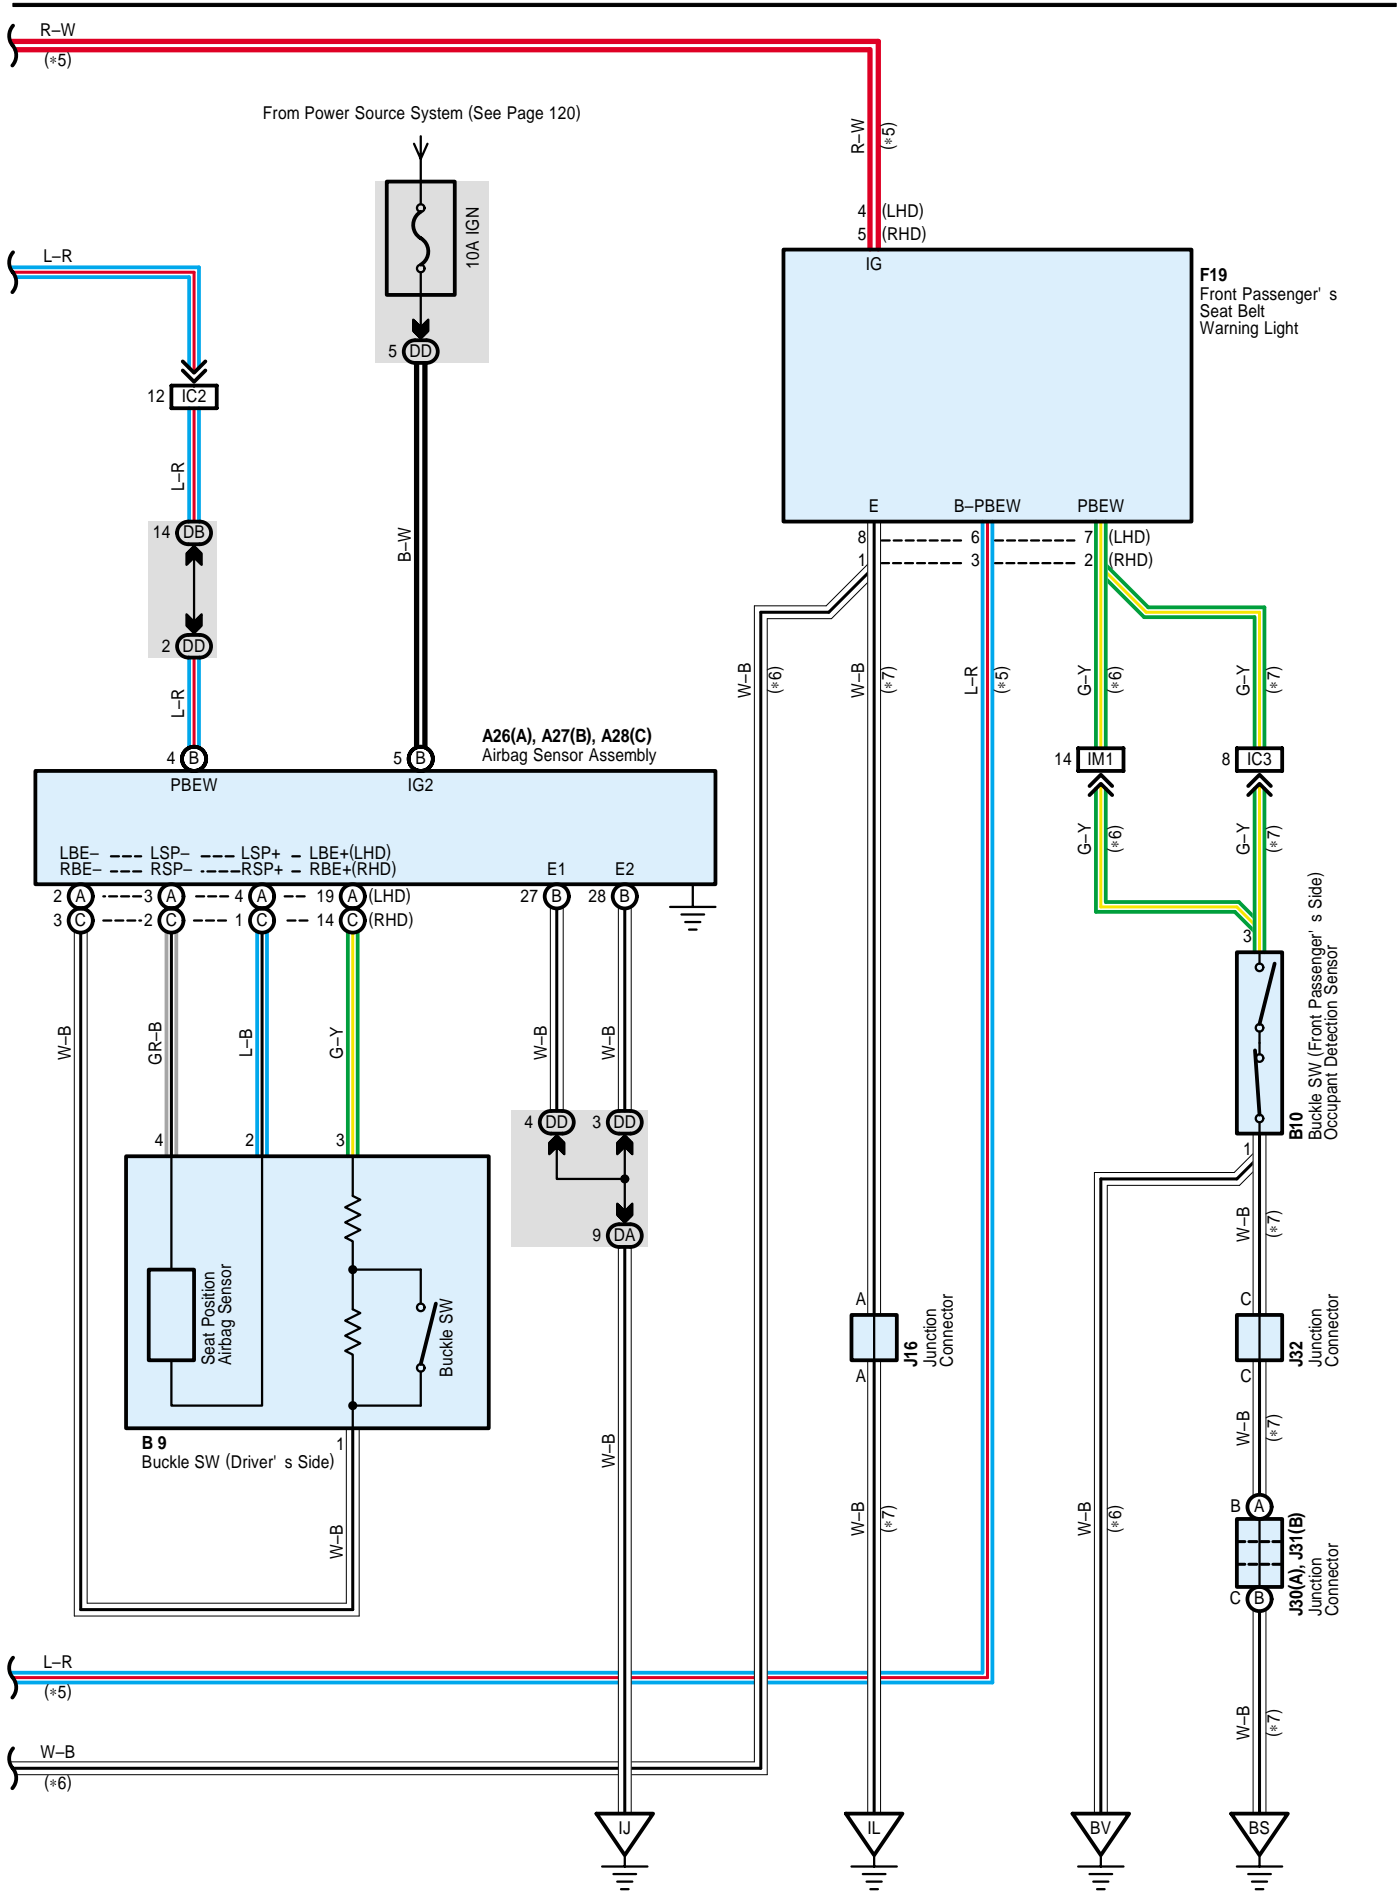 R–W
(*5)
From Power Source System (See Page 120)
R–W
(*5)
10A IGN
4 (LHD)
5 (RHD)
L–R
IG
F19
Front Passenger' s
Seat Belt
Warning Light
5 DD
12 IC2
L–R
E B–PBEW PBEW
14 DB
B–W
8 6 7 (LHD)
1 3 2 (RHD)
2 DD
L–R
W–B
(*6)
W–B
(*7)
L–R
(*5)
G–Y
(*6)
G–Y
(*7)
A26(A), A27(B), A28(C)
Airbag Sensor Assembly
4 B
5 B
14 IM1
8 IC3
PBEW IG2
G–Y
(*6)
G–Y
(*7)
LBE– LSP– LSP+ LBE+(LHD)
RBE– RSP– RSP+ RBE+(RHD)
E1 E2
2 A 3 A 4 A 19 A (LHD)
3 C 2 C 1 C 14 C (RHD)
27 B 28 B
3
B10
Buckle SW (Front Passenger' s Side)
Occupant Detection Sensor
W–B
GR–B
L–B
G–Y
W–B
W–B
4 DD 3 DD
4 2 3
1
9 DA
W–B
(*7)
Seat Position
Airbag Sensor
Buckle SW
A
J16
Junction
Connector
A
C
J32
Junction
Connector
C
B 9
Buckle SW (Driver' s Side)
1
W–B
W–B
(*7)
W–B
W–B
(*7)
W–B
(*6)
B A
J30(A), J31(B)
Junction
Connector
C B
L–R
(*5)
W–B
(*7)
W–B
(*6)
IJ IL BV BS